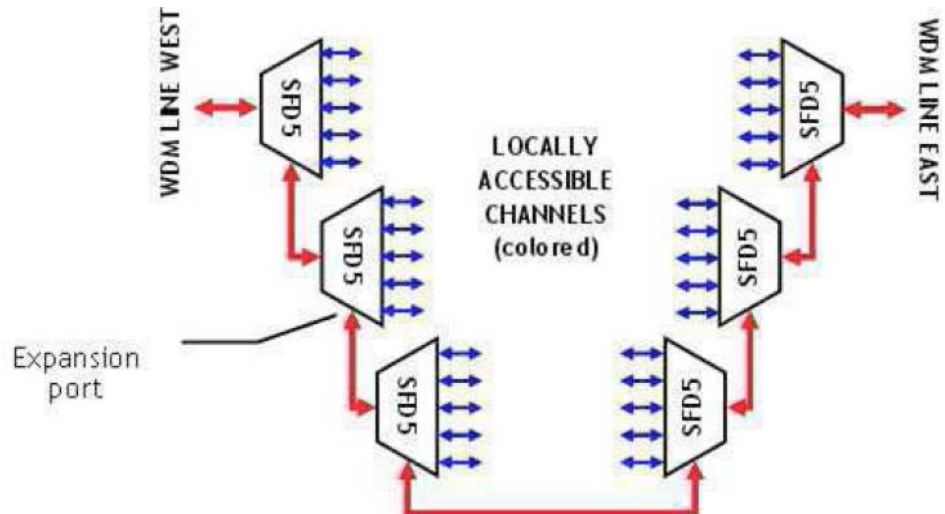 WDM LINE WEST
SFD5
SFD5
SFD5
Expansion
port
LOCALLY
ACCESSIBLE
CHANNELS
(colored)
SFD5
SFD5
SFD5
WDM LINE EAST